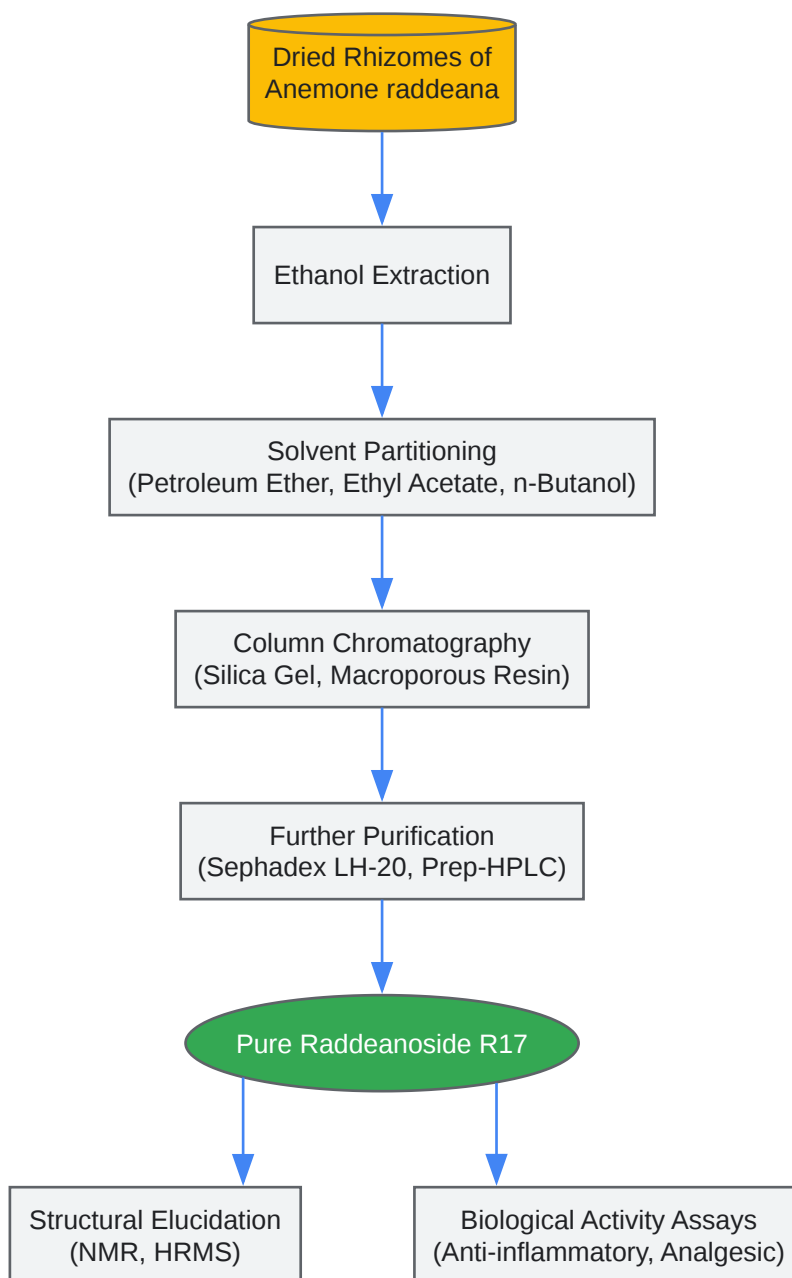 Dried Rhizomes of
Anemone raddeana
Ethanol Extraction
Solvent Partitioning
(Petroleum Ether, Ethyl Acetate, n-Butanol)
Column Chromatography
(Silica Gel, Macroporous Resin)
Further Purification
(Sephadex LH-20, Prep-HPLC)
Pure Raddeanoside R17
Structural Elucidation
(NMR, HRMS)
Biological Activity Assays
(Anti-inflammatory, Analgesic)